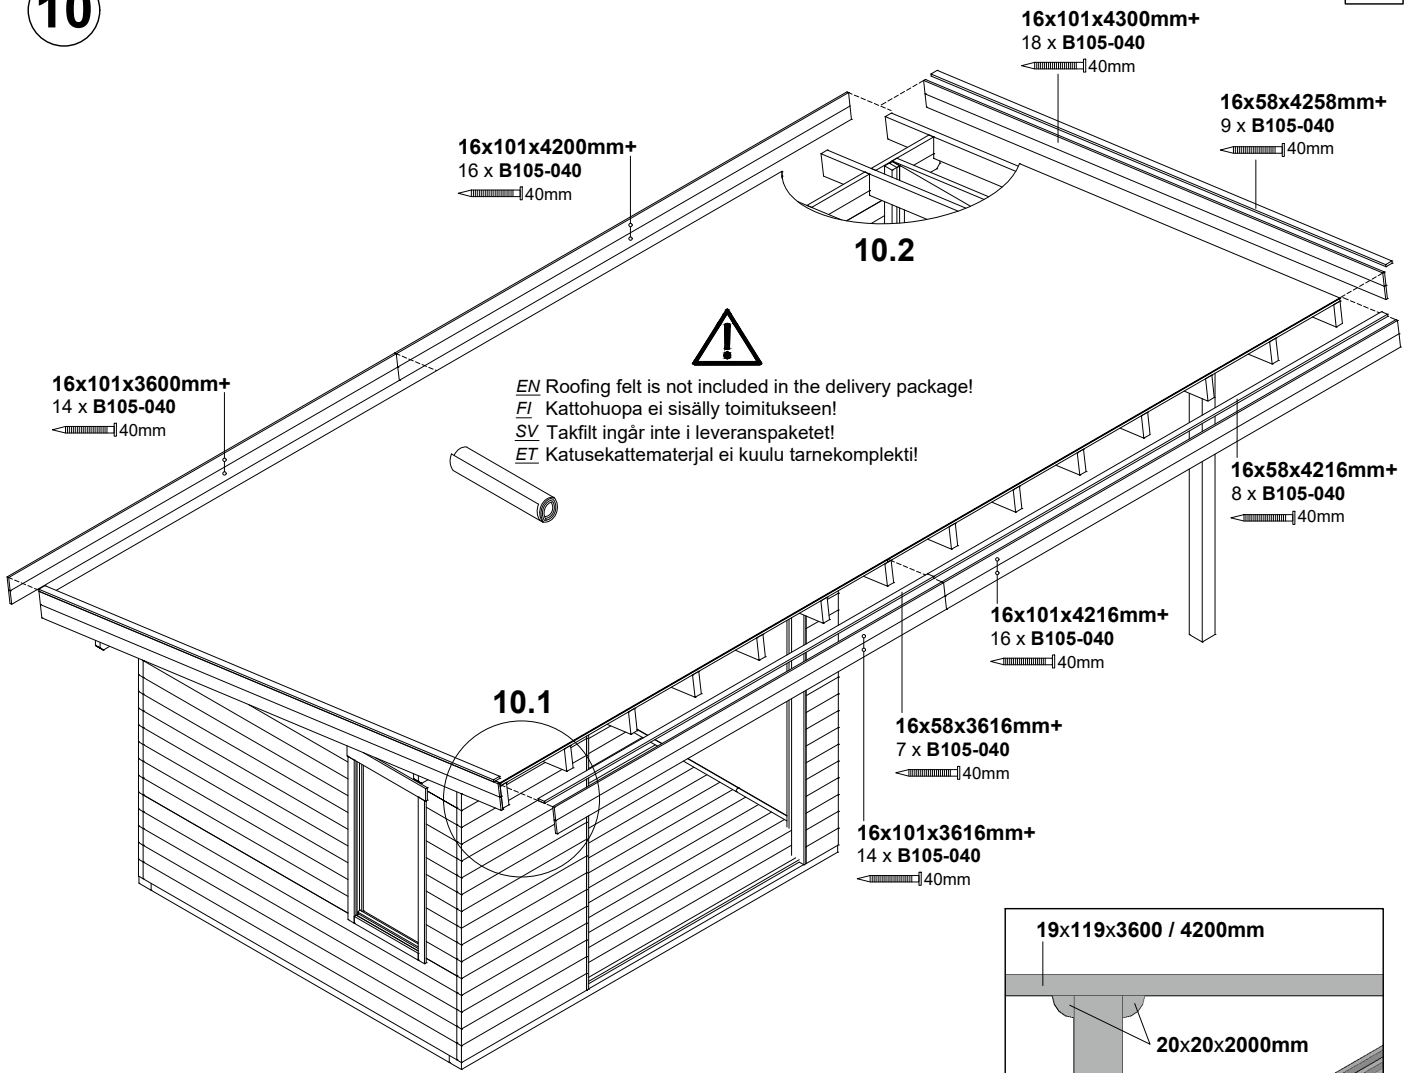 10
16x101x4300mm+
18 x B105-040
40mm
16x58x4258mm+
9 x B105-040
40mm
16x101x4200mm+
16 x B105-040
40mm
10.2
16x101x3600mm+
14 x B105-040
40mm
EN Roofing felt is not included in the delivery package!
FI Kattohuopa ei sisälly toimitukseen!
SV Takfilt ingår inte i leveranspaketet!
ET Katusekattematerjal ei kuulu tarnekomplekti!
16x58x4216mm+
8 x B105-040
40mm
16x101x4216mm+
16 x B105-040
40mm
10.1
16x58x3616mm+
7 x B105-040
40mm
16x101x3616mm+
14 x B105-040
40mm
19x119x3600 / 4200mm
20x20x2000mm